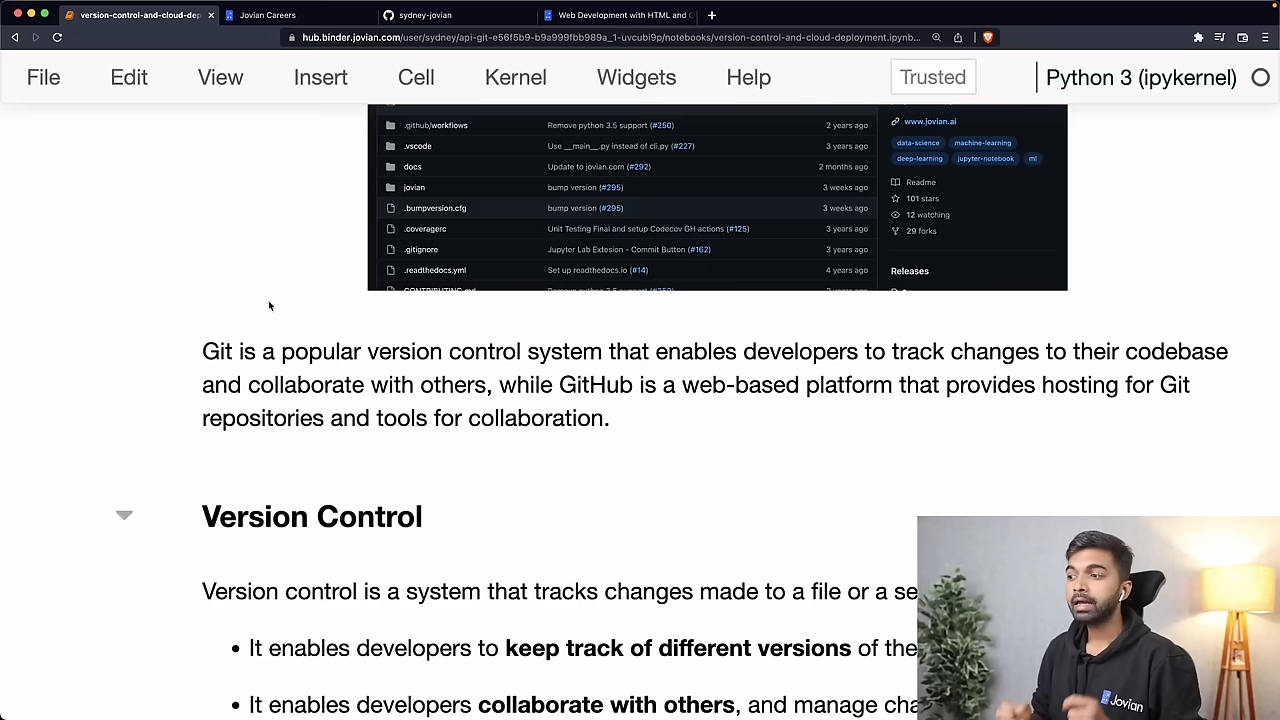 version-control-and-cloud-dep
Jovian Careers
sydney-jovian
Web Development with HTML and C
hub.binder.jovian.com/user/sydney/api-git-e56f5b9-b9a999fbb989a_1-uvcubi9p/notebooks/version-control-and-cloud-deployment.ipynb...
File Edit View Insert Cell Kernel Widgets Help Trusted Python 3 (ipykernel)
.github/workflows Remove python 3.5 support (#250) 2 years ago
.vscode Use __main__.py instead of cli.py (#227) 3 years ago
docs Update to jovian.com (#292) 2 months ago
jovian bump version (#295) 3 weeks ago
.bumpversion.cfg bump version (#295) 3 weeks ago
.coveragerc Unit Testing Final and setup Codecov GH actions (#125) 3 years ago
.gitignore Jupyter Lab Extesion - Commit Button (#162) 3 years ago
.readthedocs.yml Set up readthedocs.io (#14) 4 years ago
www.jovian.ai
data-science machine-learning
deep-learning jupyter-notebook ml
Readme
101 stars
12 watching
29 forks
Releases
Git is a popular version control system that enables developers to track changes to their codebase
and collaborate with others, while GitHub is a web-based platform that provides hosting for Git
repositories and tools for collaboration.
Version Control
Version control is a system that tracks changes made to a file or a se
• It enables developers to keep track of different versions of the
• It enables developers collaborate with others, and manage cha
Jovian